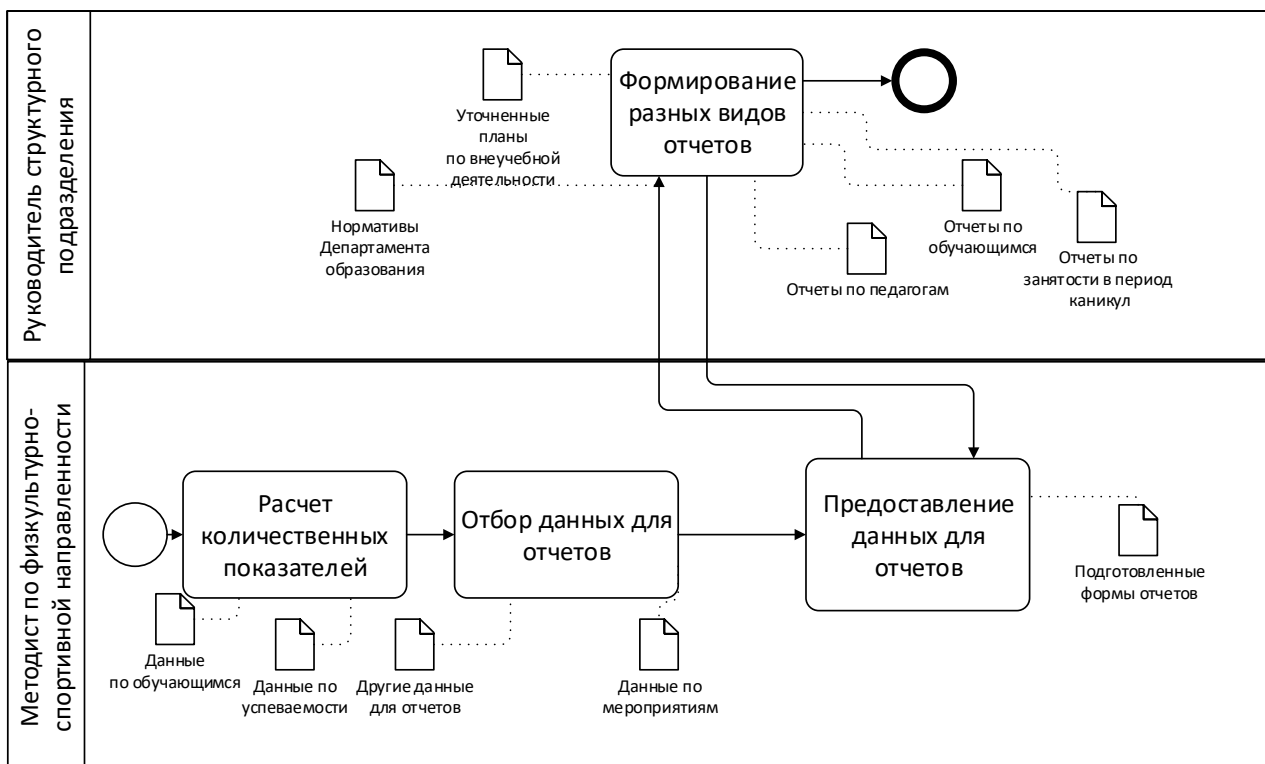 Руководитель структурного
подразделения
Формирование
разных видов
отчетов
Уточненные
планы
по внеучебной
деятельности
Нормативы
Департамента
образования
Отчеты по педагогам
Отчеты по
обучающимся
Отчеты по
занятости в период
каникул
Методист по физкультурно-
спортивной направленности
Расчет
количественных
показателей
Отбор данных для
отчетов
Предоставление
данных для
отчетов
Данные
по обучающимся
Данные по
успеваемости
Другие данные
для отчетов
Данные по
мероприятиям
Подготовленные
формы отчетов